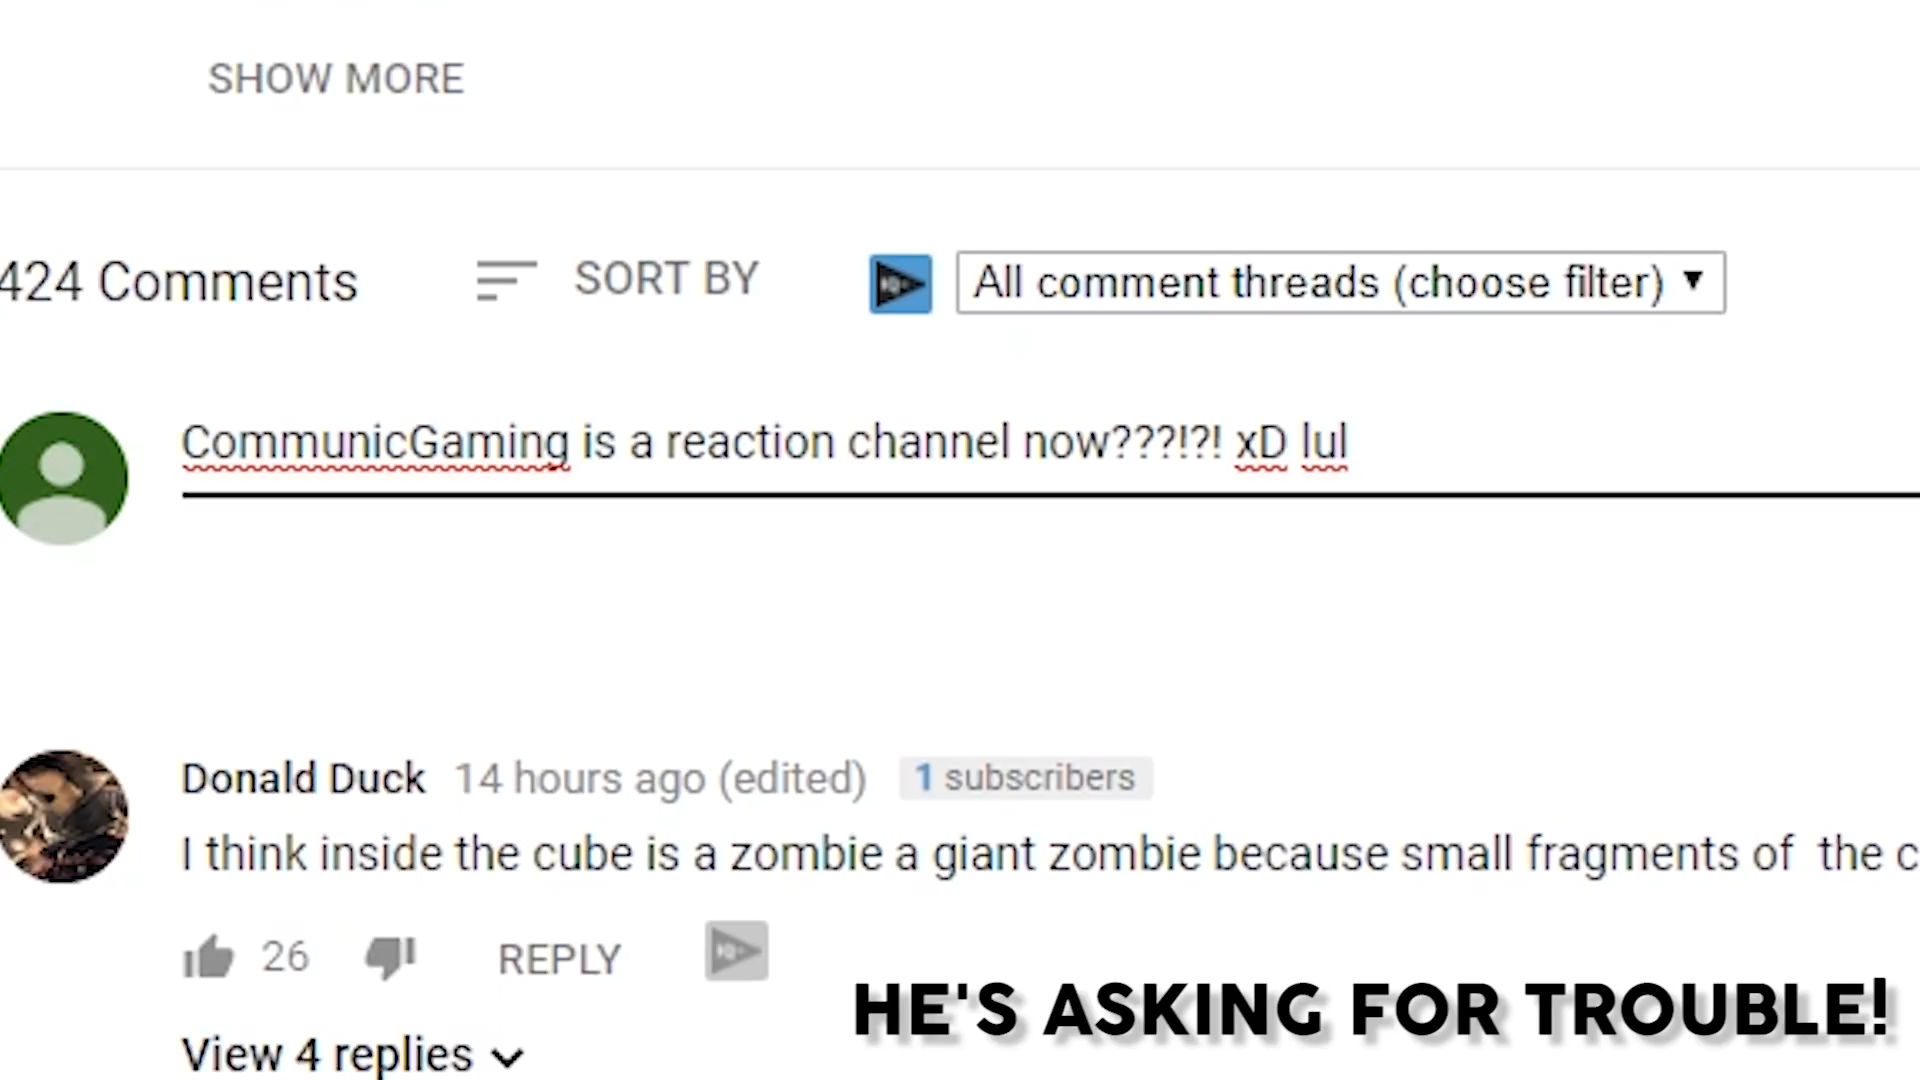 SHOW MORE
424 Comments SORT BY All comment threads (choose filter) ▼
CommunicGaming is a reaction channel now???!?! xD lul
Donald Duck 14 hours ago (edited) 1 subscribers
I think inside the cube is a zombie a giant zombie because small fragments of the c
26 REPLY
HE'S ASKING FOR TROUBLE!
View 4 replies